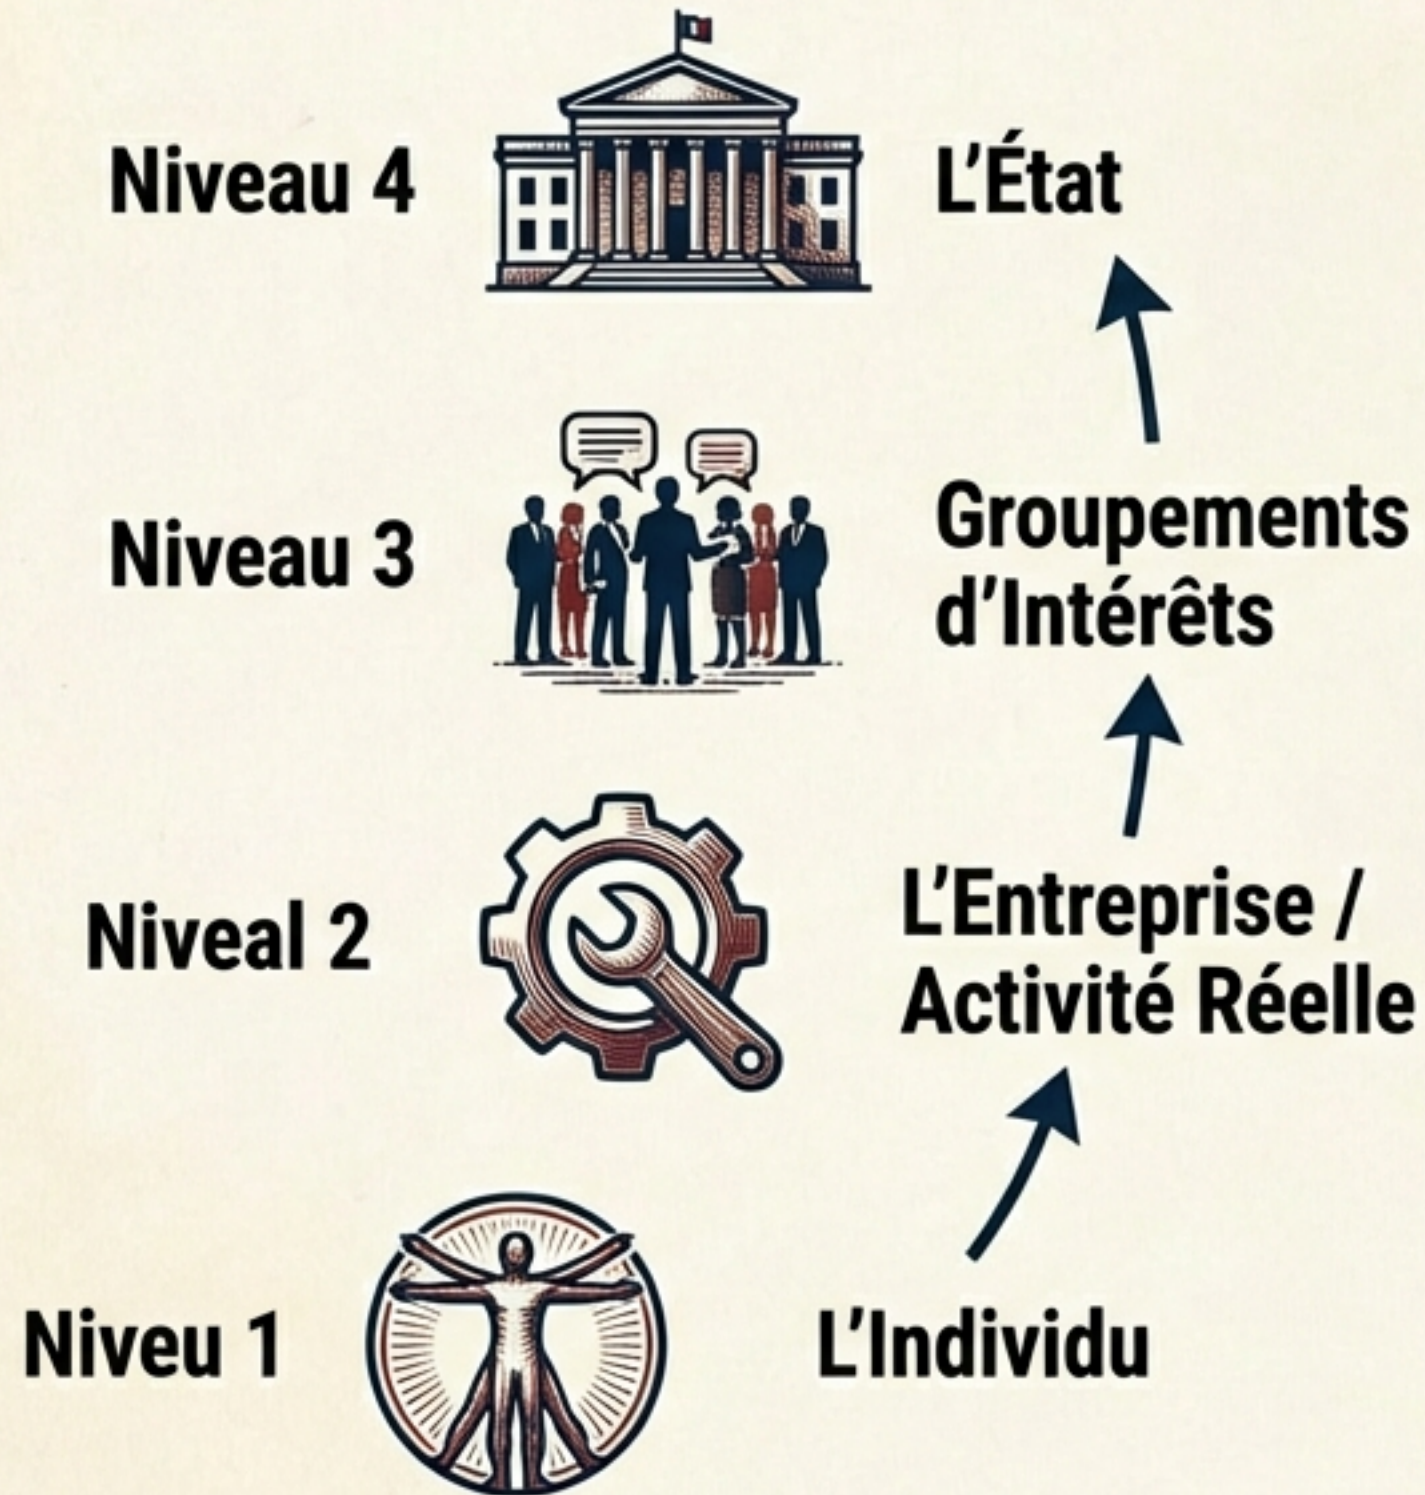 Niveau 4
L’État
Niveau 3
Groupements
d’Intérêts
Niveal 2
L’Entreprise /
Activité Réelle
Niveu 1
L’Individu